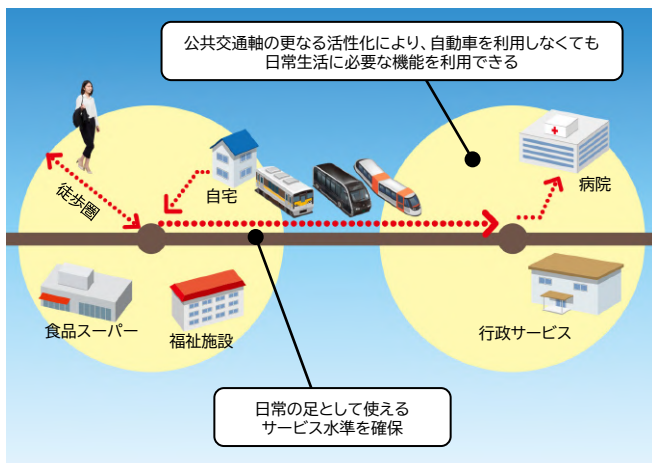 公共交通軸の更なる活性化により、自動車を利用しなくても
日常生活に必要な機能を利用できる
自宅
病院
徒歩圏
食品スーパー
福祉施設
行政サービス
日常の足として使える
サービス水準を確保